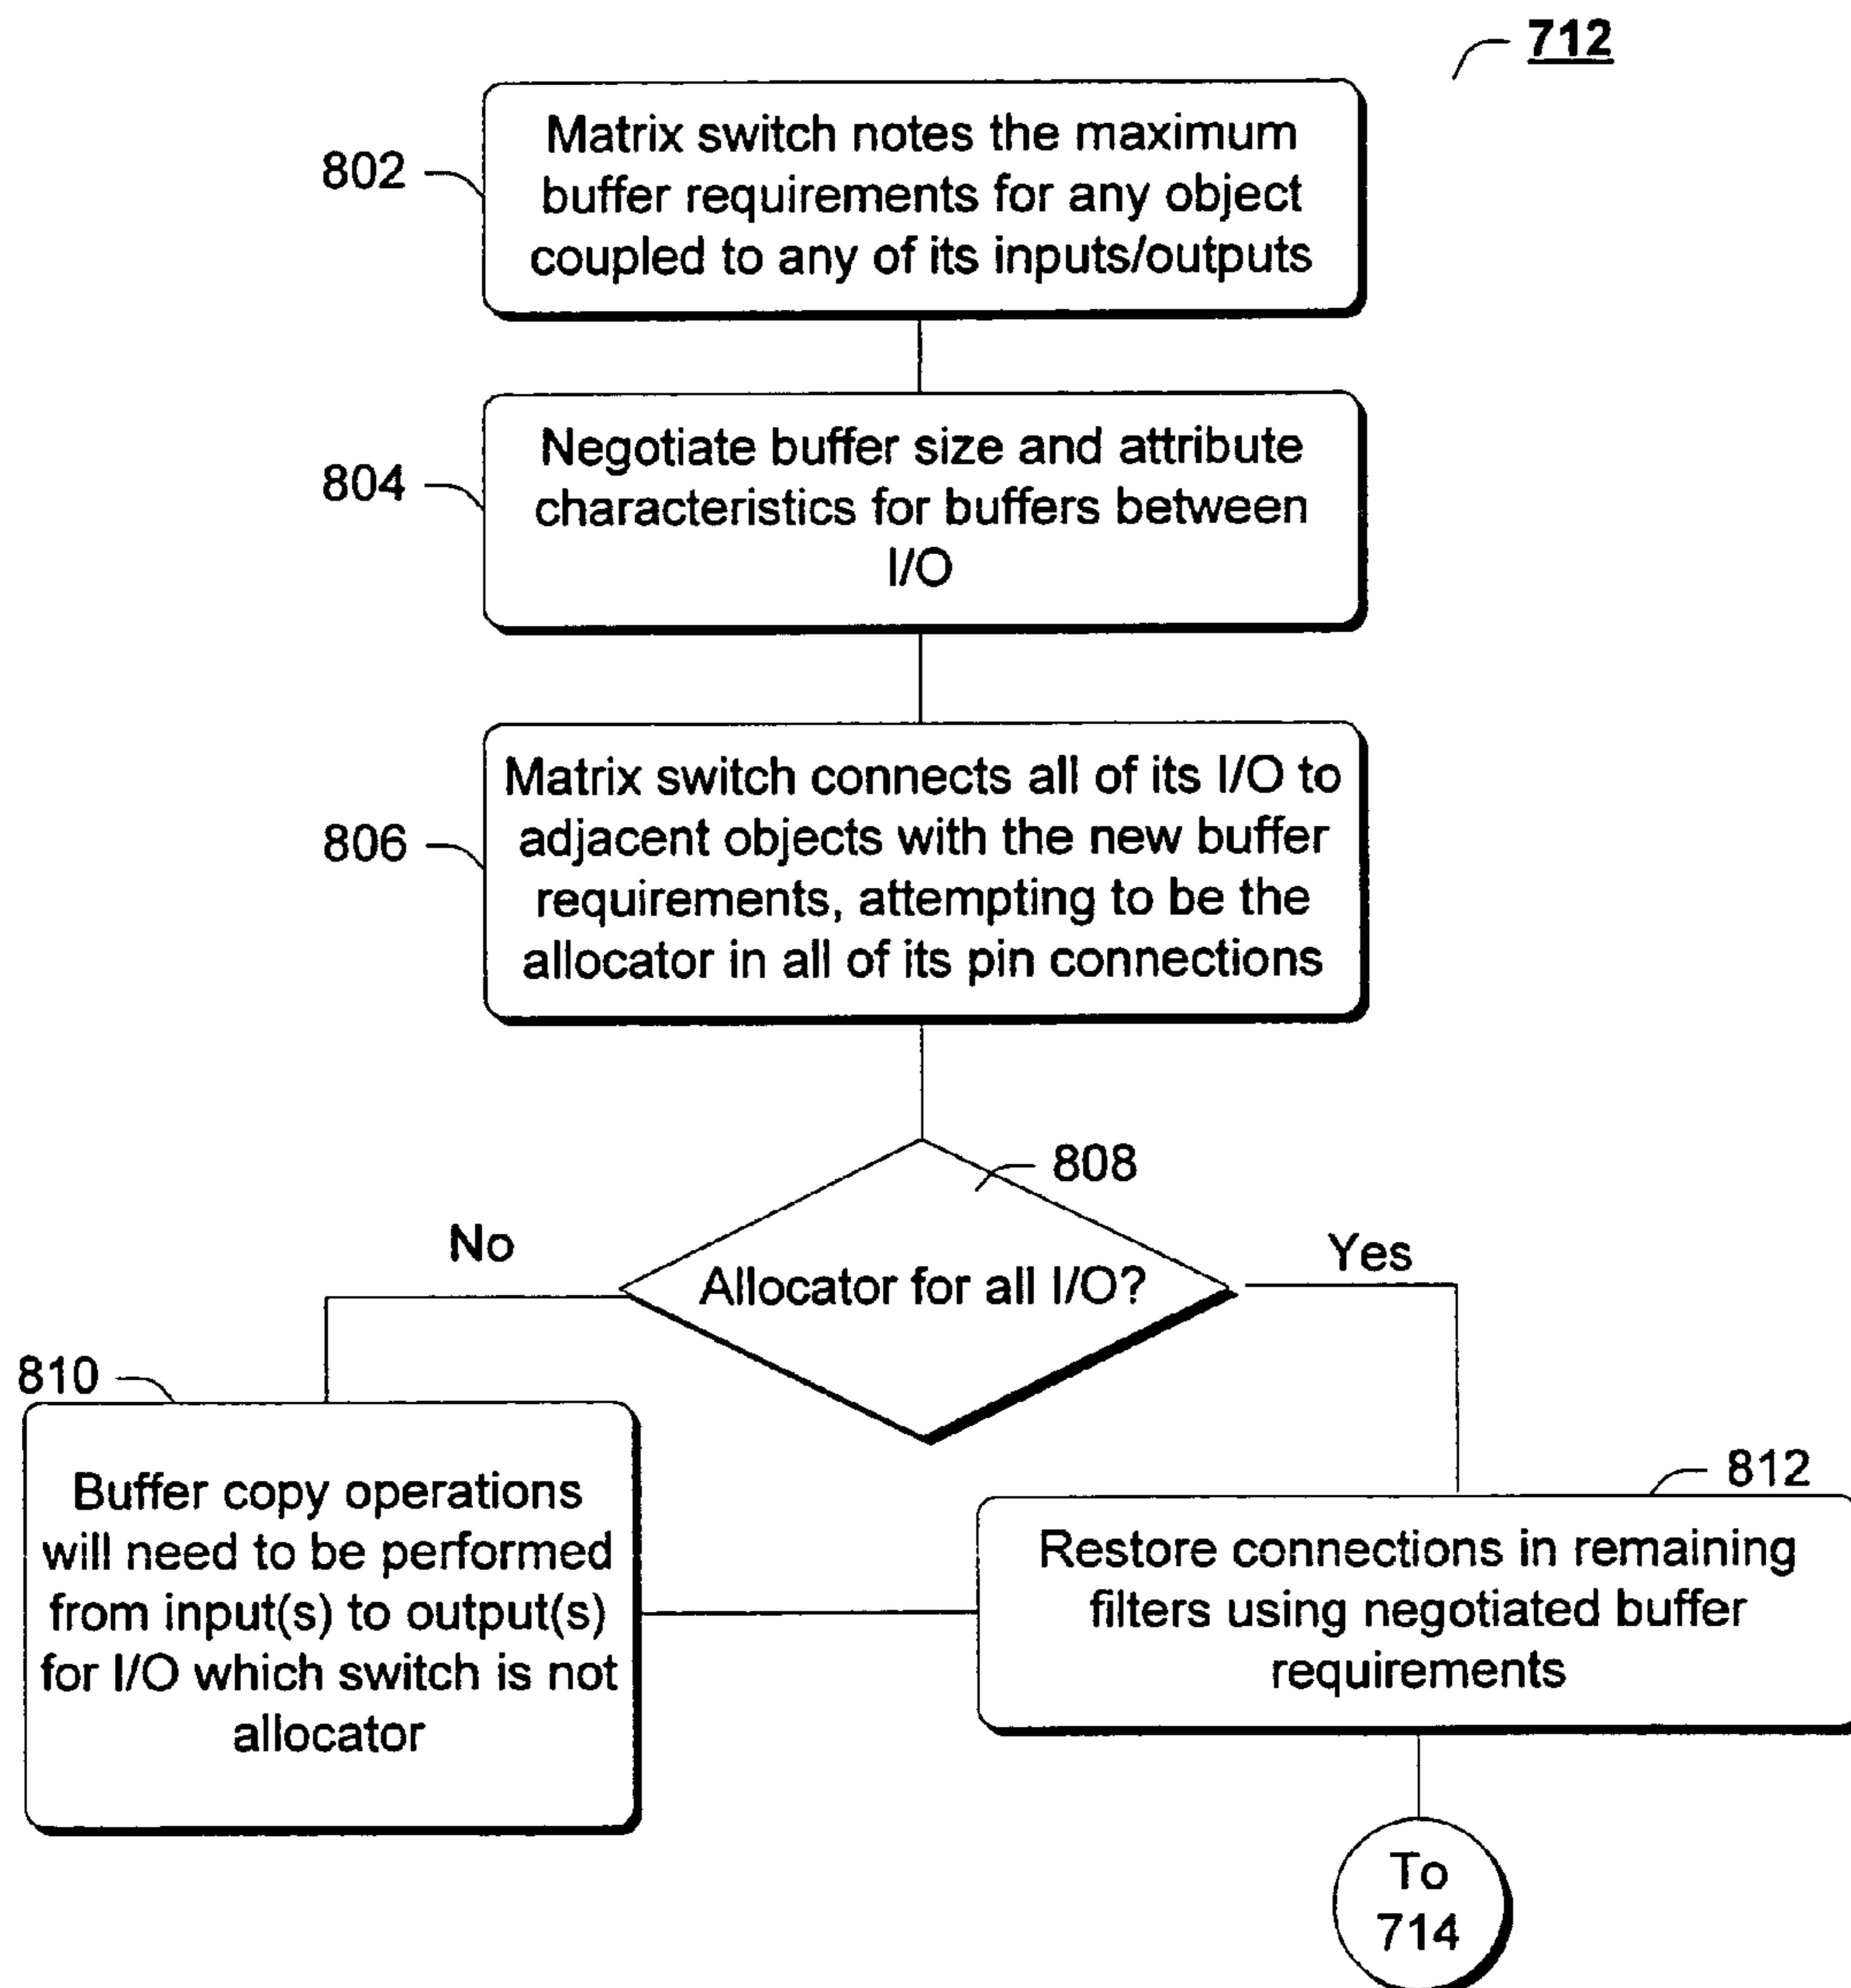 712
802
Matrix switch notes the maximum
buffer requirements for any object
coupled to any of its inputs/outputs
804
Negotiate buffer size and attribute
characteristics for buffers between
I/O
806
Matrix switch connects all of its I/O to
adjacent objects with the new buffer
requirements, attempting to be the
allocator in all of its pin connections
808
No
Allocator for all I/O?
Yes
810
Buffer copy operations
will need to be performed
from input(s) to output(s)
for I/O which switch is not
allocator
812
Restore connections in remaining
filters using negotiated buffer
requirements
To
714